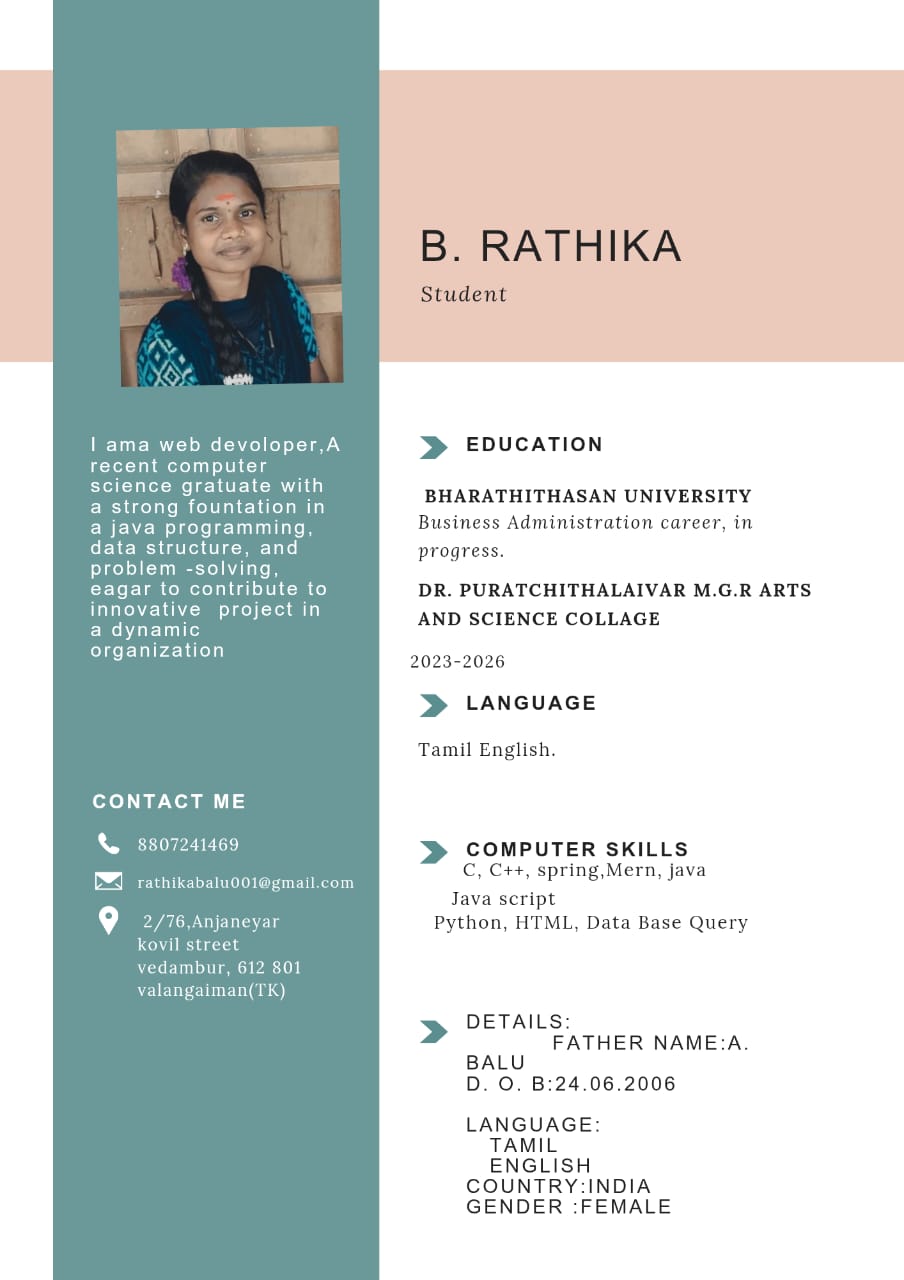 B. RATHIKA
Student
I ama web devoloper,A
recent computer
science gratuate with
a strong fountation in
a java programming,
data structure, and
problem -solving,
eagar to contribute to
innovative project in
a dynamic
organization
CONTACT ME
8807241469
rathikabalu001@gmail.com
2/76,Anjaneyar
kovil street
vedambur, 612 801
valangaiman(TK)
EDUCATION
BHARATHITHASAN UNIVERSITY
Business Administration career, in
progress.
DR. PURATCHITHALAIVAR M.G.R ARTS
AND SCIENCE COLLAGE
2023-2026
LANGUAGE
Tamil English.
COMPUTER SKILLS
C, C++, spring,Mern, java
Java script
Python, HTML, Data Base Query
DETAILS:
FATHER NAME:A.
BALU
D. O. B:24.06.2006
LANGUAGE:
TAMIL
ENGLISH
COUNTRY:INDIA
GENDER :FEMALE